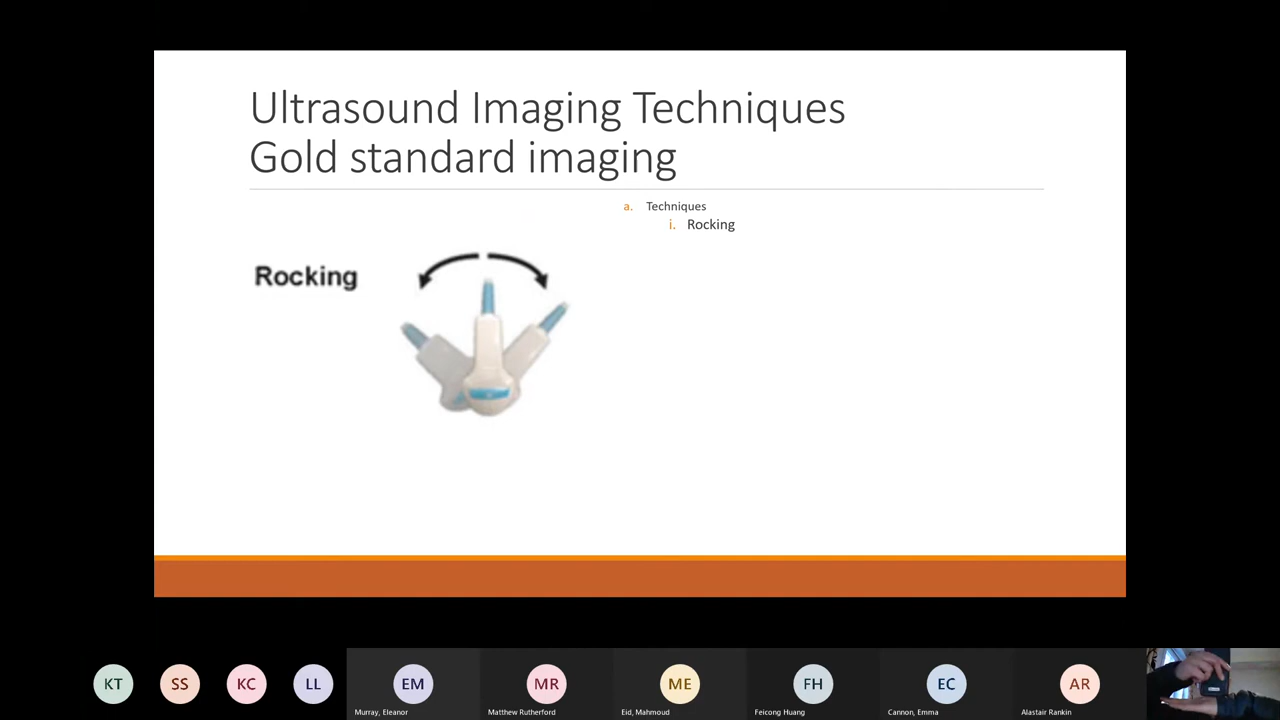 Ultrasound Imaging Techniques
Gold standard imaging
a. Techniques
i. Rocking
Rocking
KT
SS
KC
LL
EM
MR
ME
FH
EC
AR
Murray, Eleanor
Matthew Rutherford
Eid, Mahmoud
Feicong Huang
Cannon, Emma
Alastair Rankin